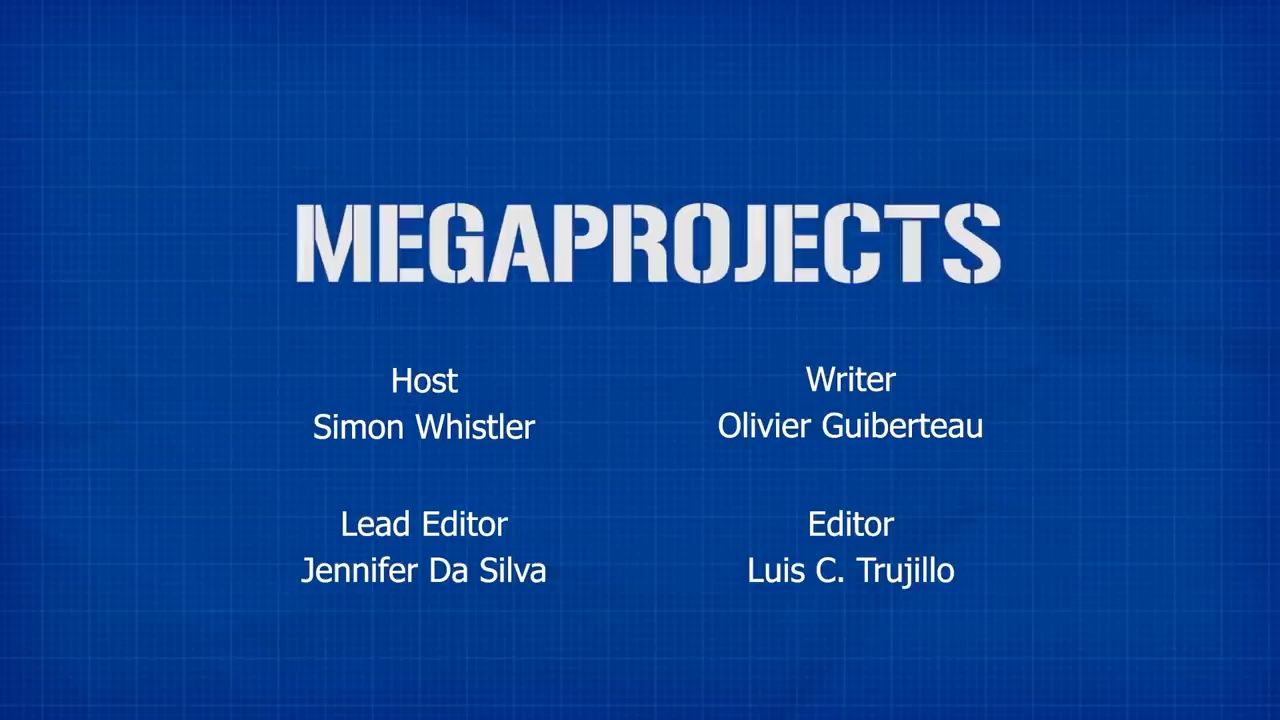 MEGAPROJECTS
Host
Simon Whistler
Writer
Olivier Guiberteau
Lead Editor
Jennifer Da Silva
Editor
Luis C. Trujillo